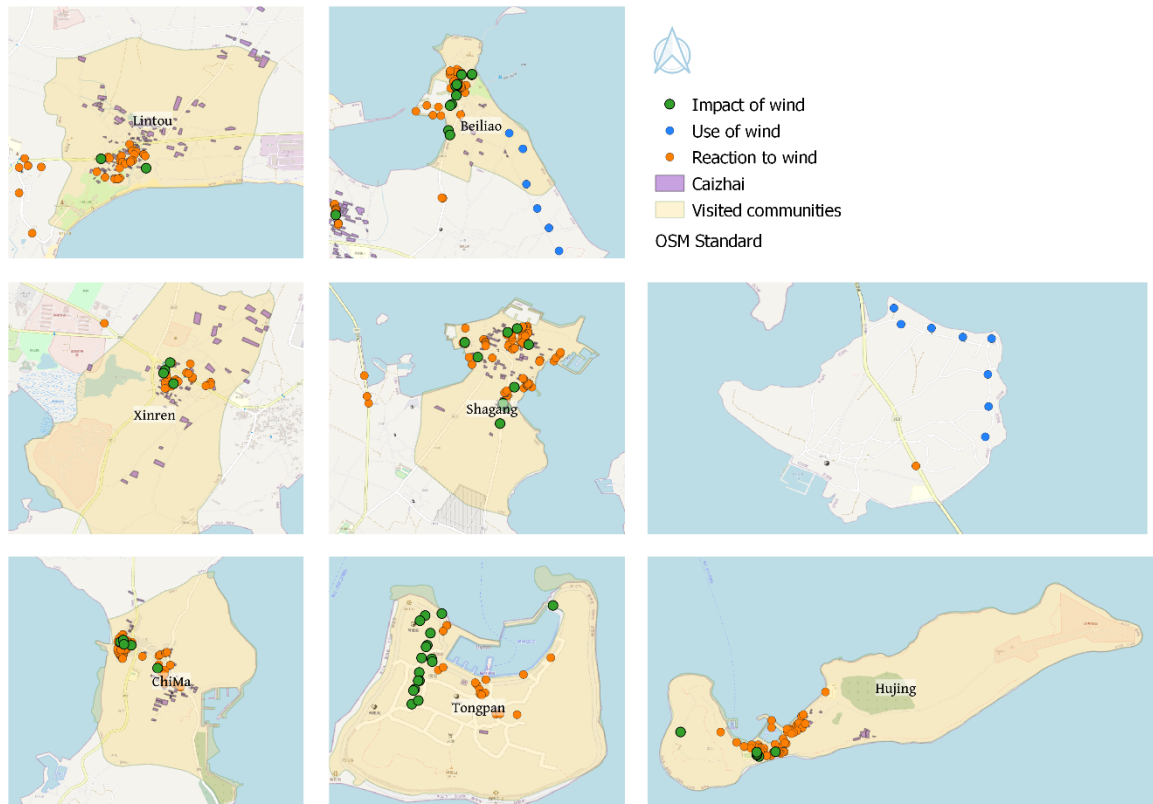 Lintou
Beiliao
Impact of wind
Use of wind
Reaction to wind
Caizhai
Visited communities
OSM Standard
Xinren
Shagang
ChiMa
Tongpan
Hujing